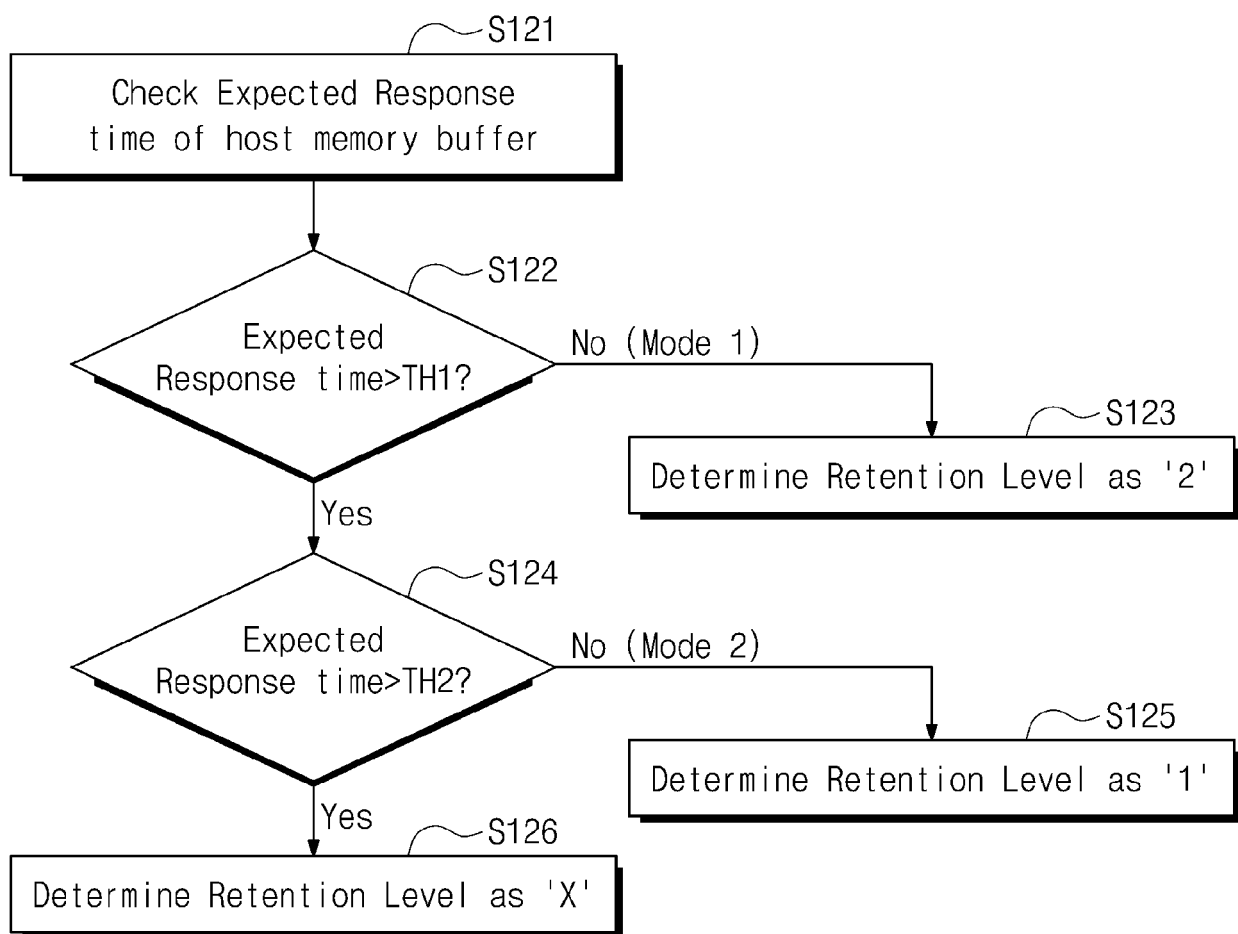 S121
Check Expected Response
time of host memory buffer
S122
Expected
Response time>TH1?
No (Mode 1)
S123
Determine Retention Level as '2'
Yes
S124
Expected
Response time>TH2?
No (Mode 2)
S125
Determine Retention Level as '1'
Yes
S126
Determine Retention Level as 'X'